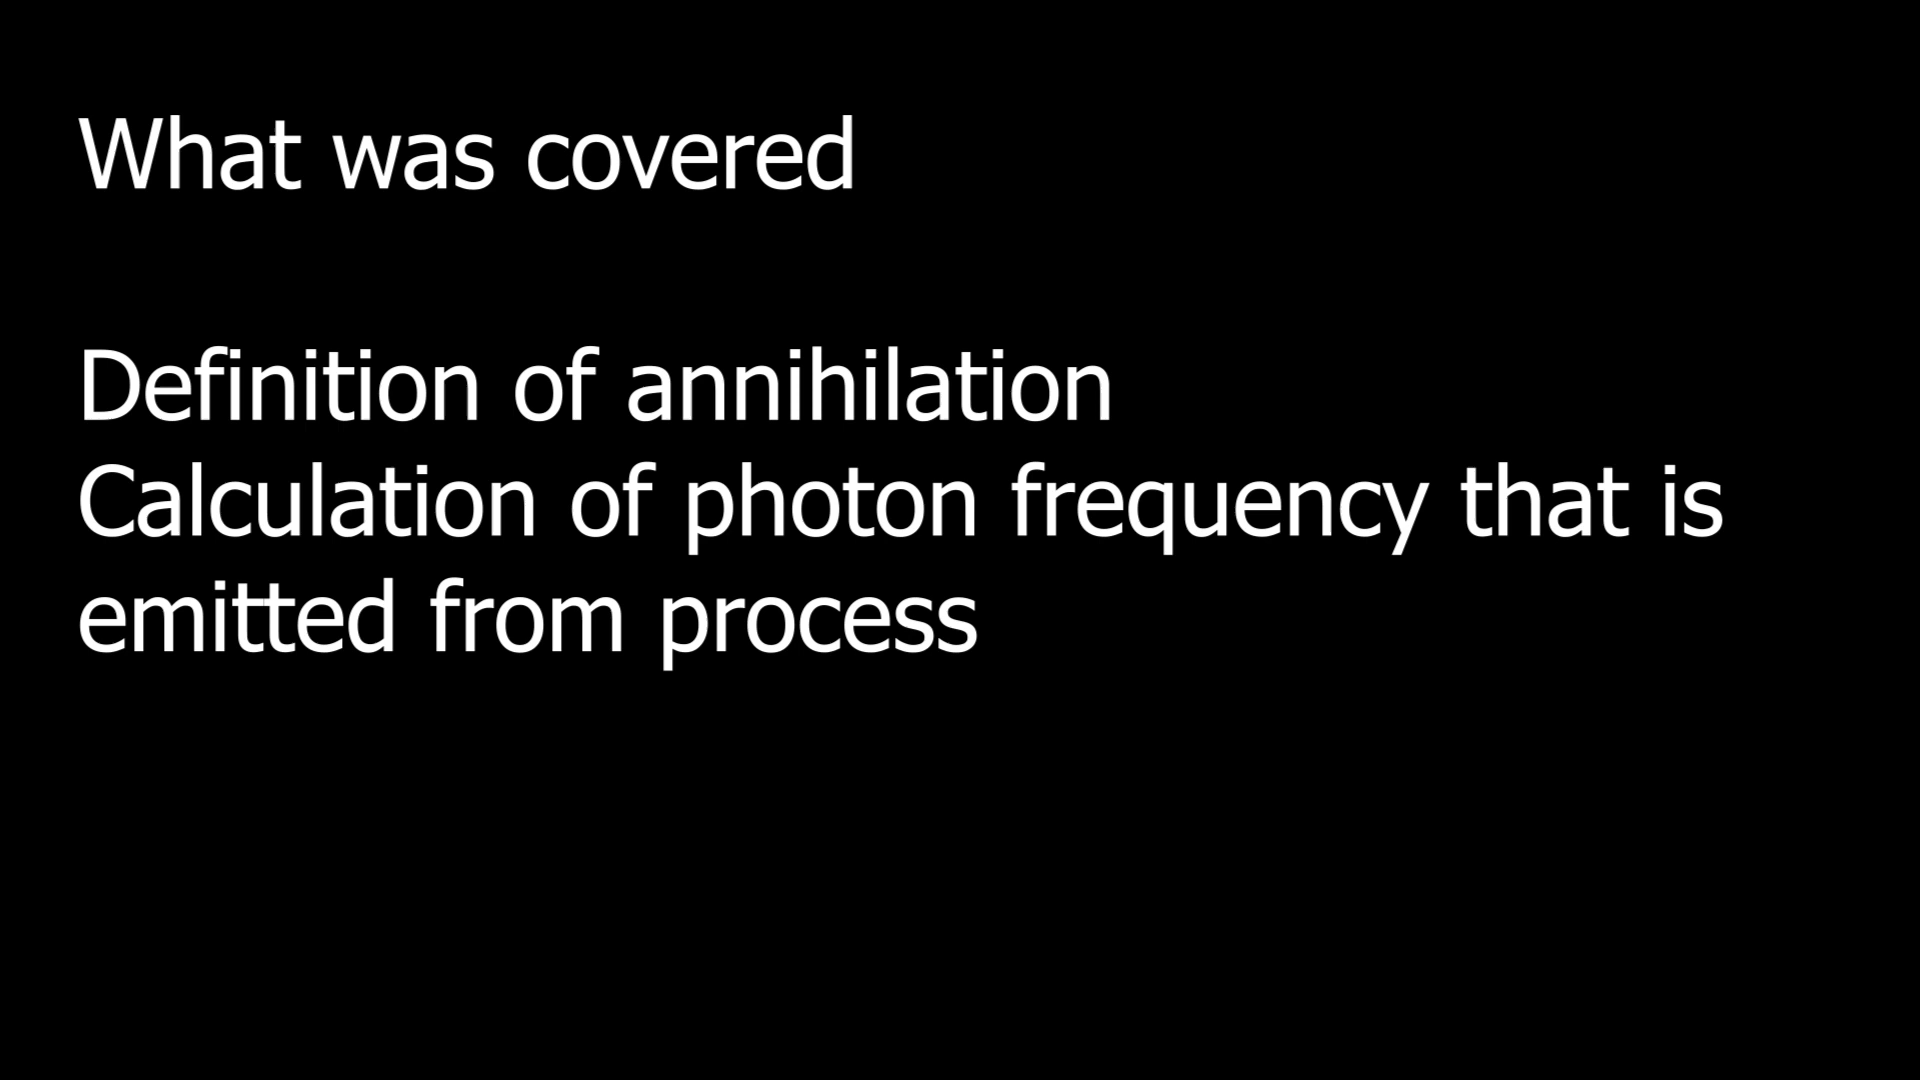 What was covered
Definition of annihilation
Calculation of photon frequency that is
emitted from process